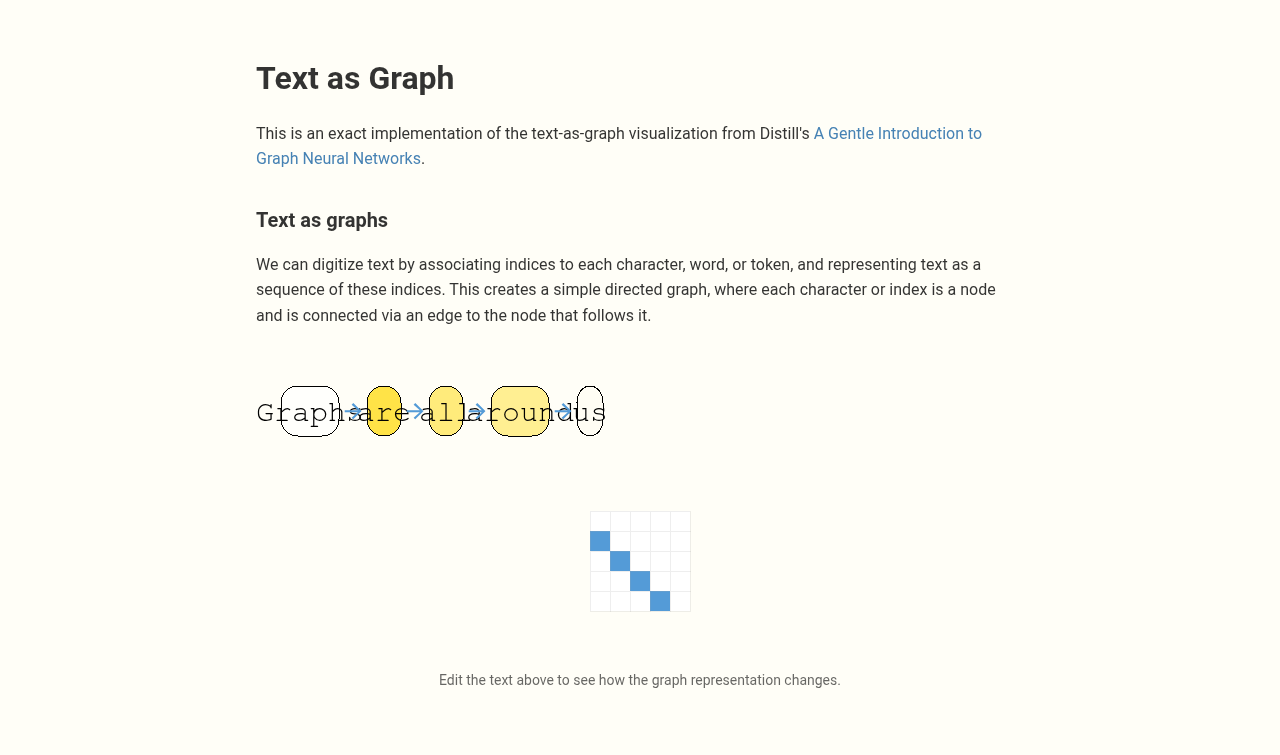 Text as Graph
This is an exact implementation of the text-as-graph visualization from Distill's A Gentle Introduction to
Graph Neural Networks.
Text as graphs
We can digitize text by associating indices to each character, word, or token, and representing text as a
sequence of these indices. This creates a simple directed graph, where each character or index is a node
and is connected via an edge to the node that follows it.
Graphs → are → all → around → us
Edit the text above to see how the graph representation changes.